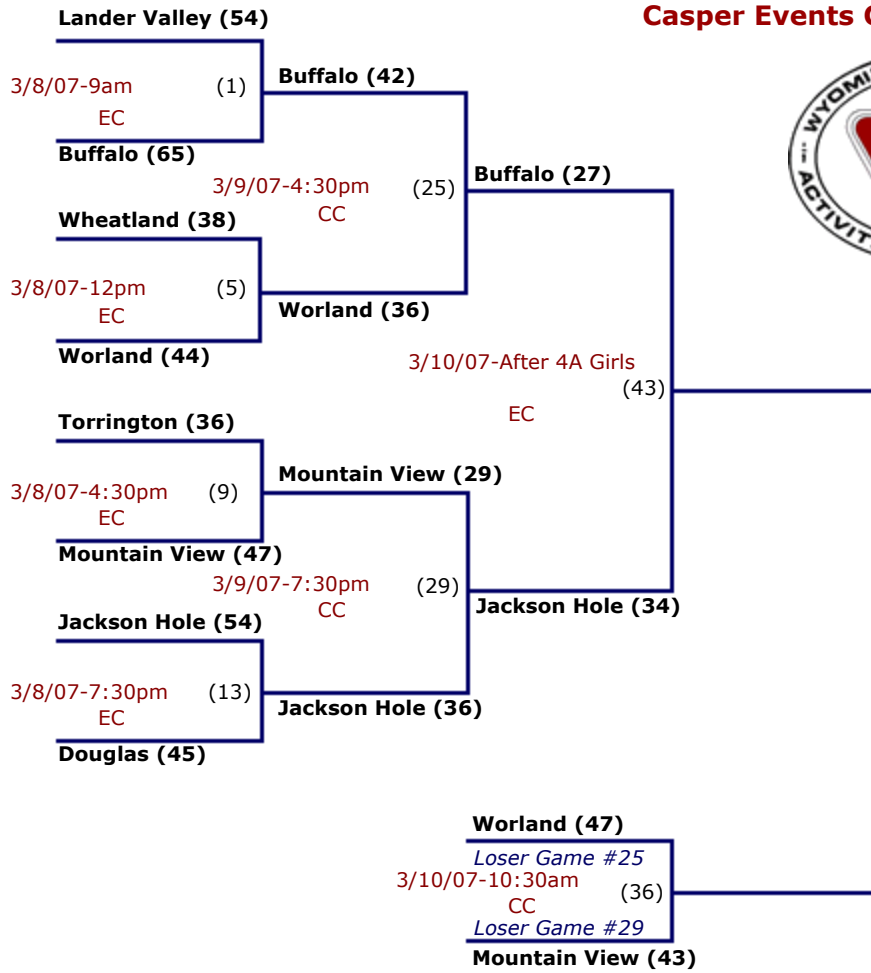 Casper Events
Lander Valley (54)
3/8/07-9am (1)
EC
Buffalo (65)
Buffalo (42)
3/9/07-4:30pm (25)
CC
Wheatland (38)
3/8/07-12pm (5)
EC
Worland (44)
Worland (36)
Buffalo (27)
3/10/07-After 4A Girls
(43)
EC
Torrington (36)
3/8/07-4:30pm (9)
EC
Mountain View (47)
Mountain View (29)
3/9/07-7:30pm (29)
CC
Jackson Hole (54)
3/8/07-7:30pm (13)
EC
Douglas (45)
Jackson Hole (36)
Jackson Hole (34)
Worland (47)
Loser Game #25
3/10/07-10:30am (36)
CC
Loser Game #29
Mountain View (43)